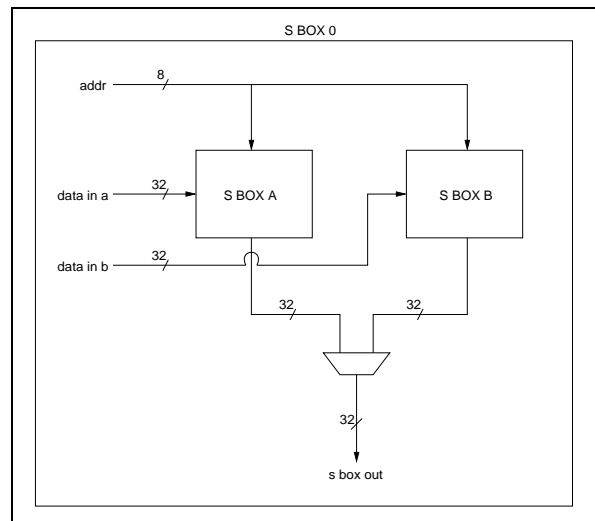 S BOX 0
8
addr
32
data in a
S BOX A
S BOX B
32
data in b
32
32
32
s box out